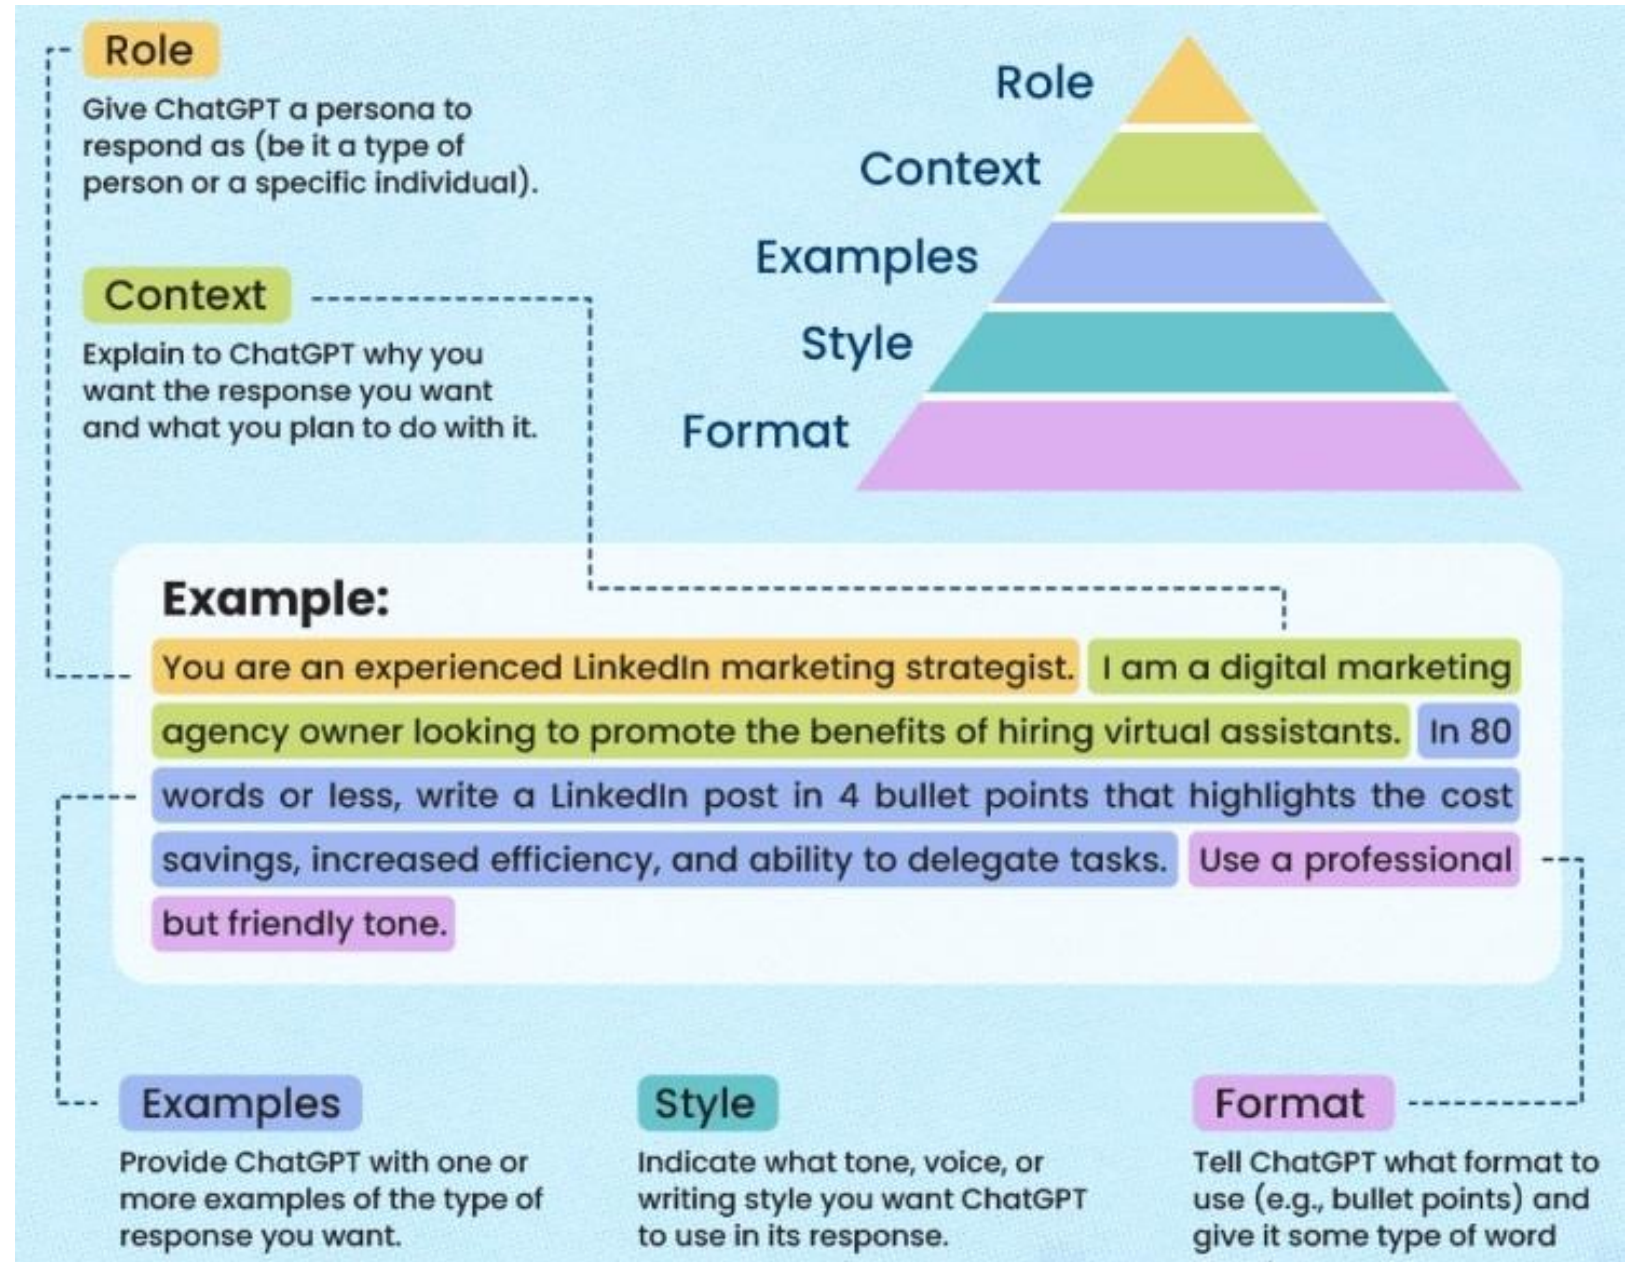 Role
Give ChatGPT a persona to
respond as (be it a type of
person or a specific individual).
Context
Explain to ChatGPT why you
want the response you want
and what you plan to do with it.
Role
Context
Examples
Style
Format
Example:
You are an experienced LinkedIn marketing strategist. I am a digital marketing
agency owner looking to promote the benefits of hiring virtual assistants. In 80
words or less, write a LinkedIn post in 4 bullet points that highlights the cost
savings, increased efficiency, and ability to delegate tasks. Use a professional
but friendly tone.
Examples
Provide ChatGPT with one or
more examples of the type of
response you want.
Style
Indicate what tone, voice, or
writing style you want ChatGPT
to use in its response.
Format
Tell ChatGPT what format to
use (e.g., bullet points) and
give it some type of word